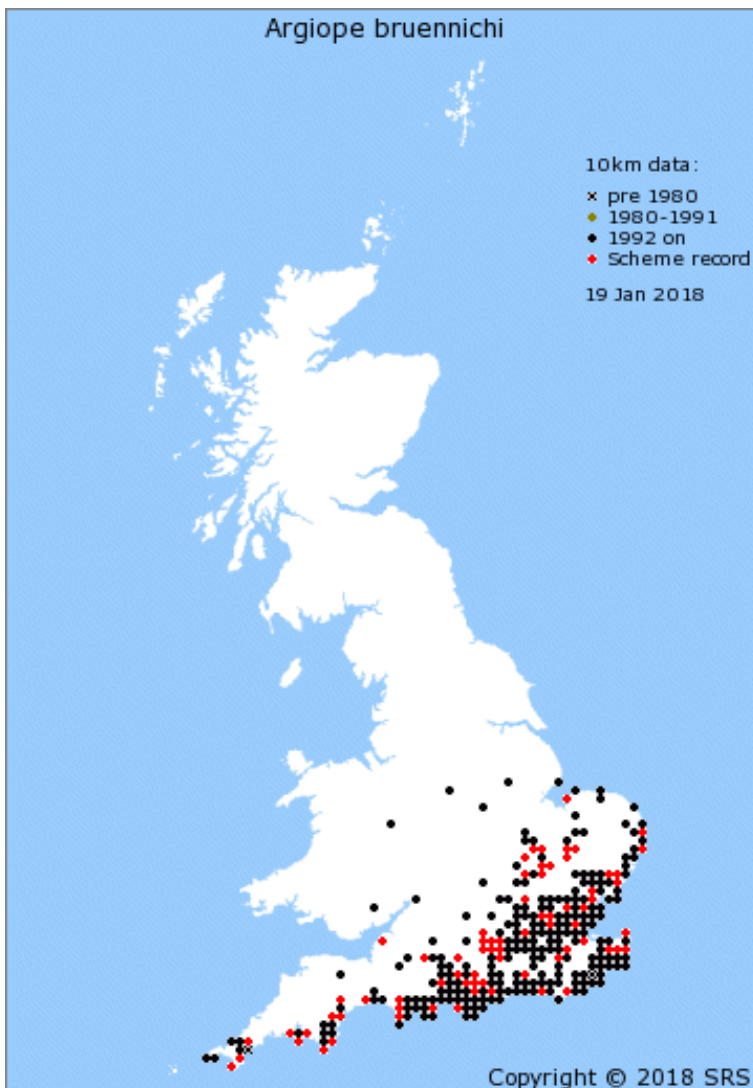 Argiope bruennichi
10km data:
pre 1980
1980-1991
1992 on
Scheme record
19 Jan 2018
Copyright © 2018 SRS